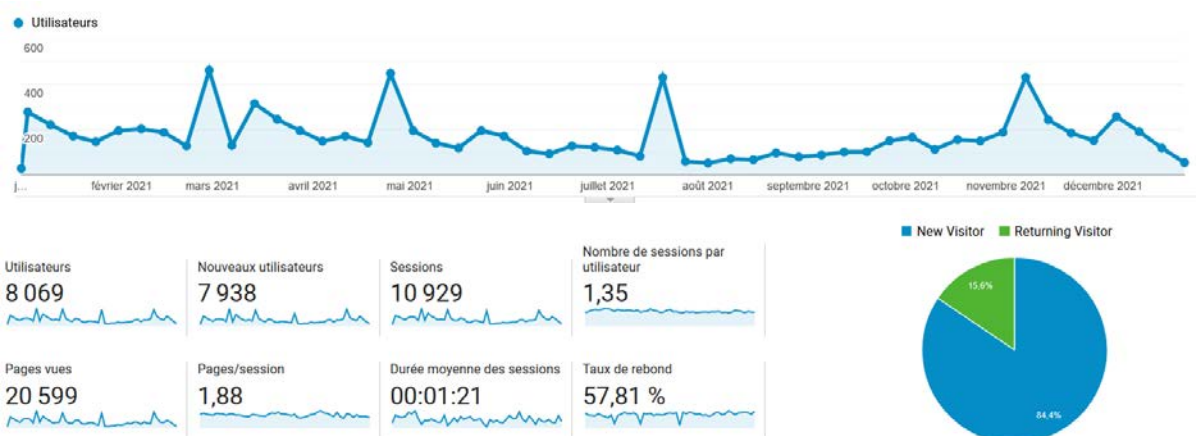 Utilisateurs
600
400
200
j...
février 2021
mars 2021
avril 2021
mai 2021
juin 2021
juillet 2021
août 2021
septembre 2021
octobre 2021
novembre 2021
décembre 2021
New Visitor
Returning Visitor
Utilisateurs
8 069
Nouveaux utilisateurs
7 938
Sessions
10 929
Nombre de sessions par
utilisateur
1,35
Pages vues
20 599
Pages/session
1,88
Durée moyenne des sessions
00:01:21
Taux de rebond
57,81 %
15,6%
84,4%